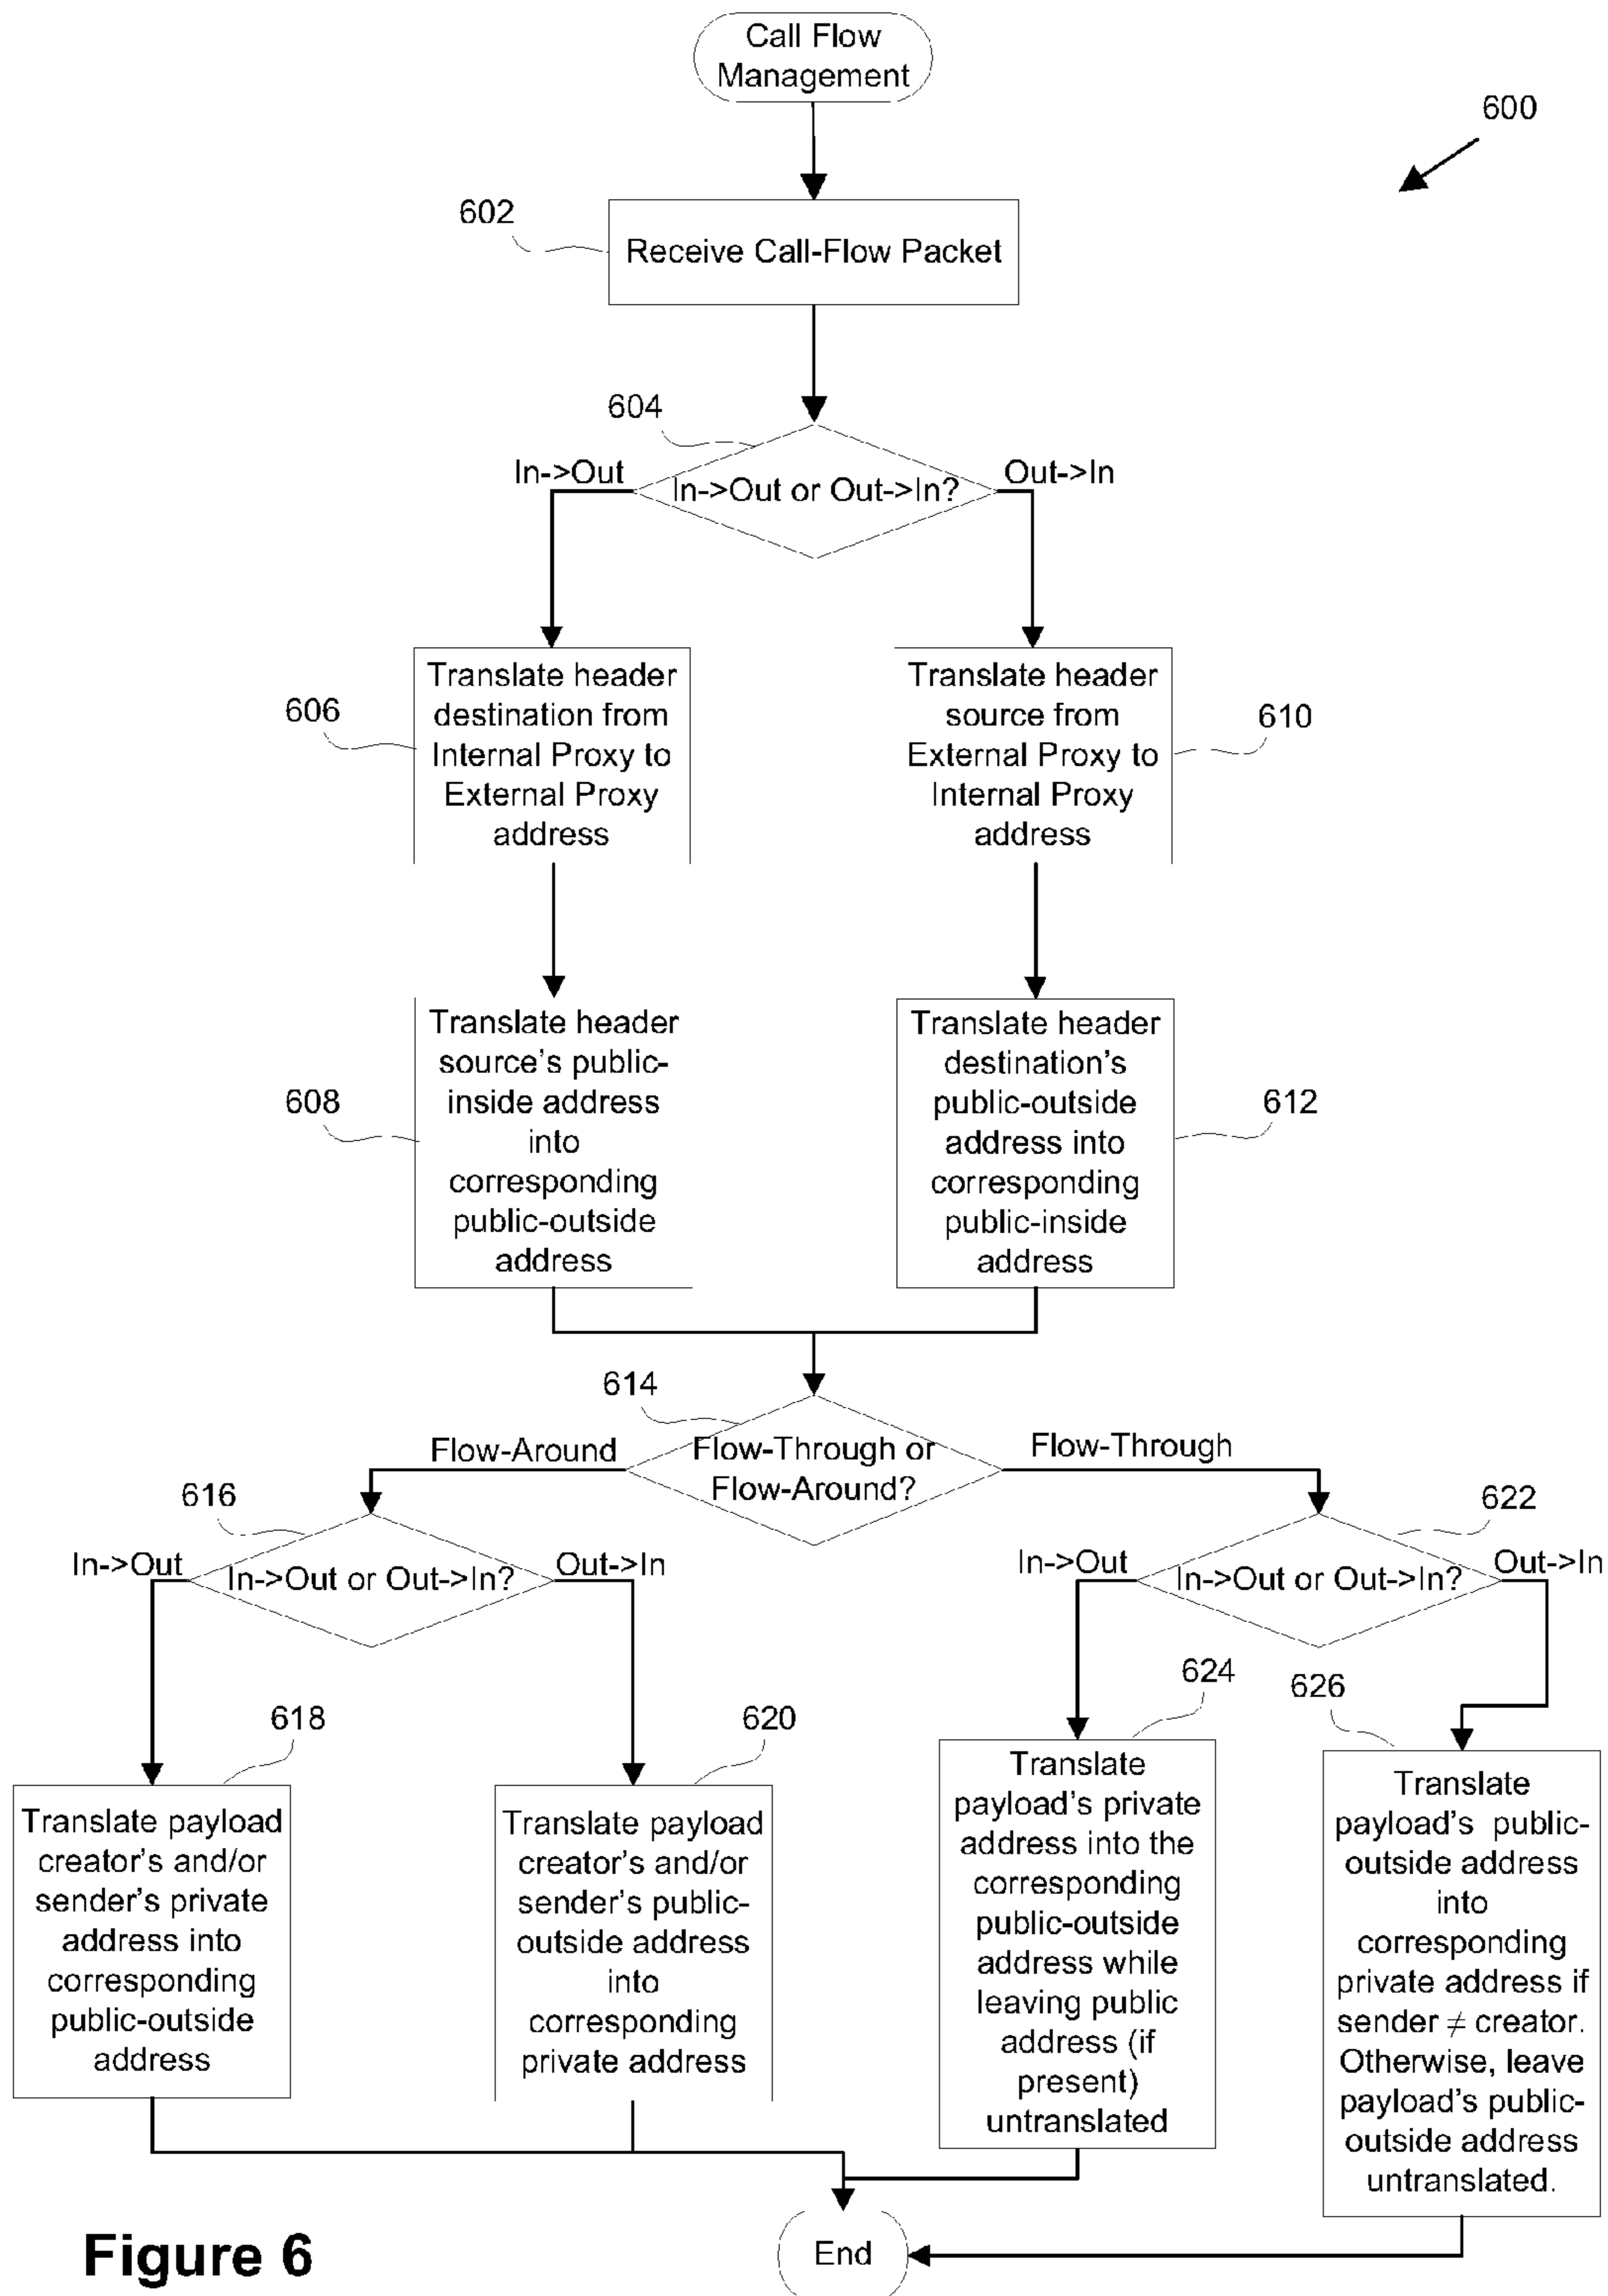 Call Flow
Management
600
602
Receive Call-Flow Packet
604
In->Out
In->Out or Out->In?
Out->In
606
Translate header
destination from
Internal Proxy to
External Proxy
address
Translate header
source from
External Proxy to
Internal Proxy
address
610
608
Translate header
source's public-
inside address
into
corresponding
public-outside
address
Translate header
destination's
public-outside
address into
corresponding
public-inside
address
612
614
Flow-Around
Flow-Through or
Flow-Around?
Flow-Through
616
In->Out
In->Out or Out->In?
Out->In
622
In->Out
In->Out or Out->In?
Out->In
618
Translate payload
creator's and/or
sender's private
address into
corresponding
public-outside
address
620
Translate payload
creator's and/or
sender's public-
outside address
into
corresponding
private address
624
Translate
payload's private
address into the
corresponding
public-outside
address while
leaving public
address (if
present)
untranslated
626
Translate
payload's public-
outside address
into
corresponding
private address if
sender ≠ creator.
Otherwise, leave
payload's public-
outside address
untranslated.
End
Figure 6